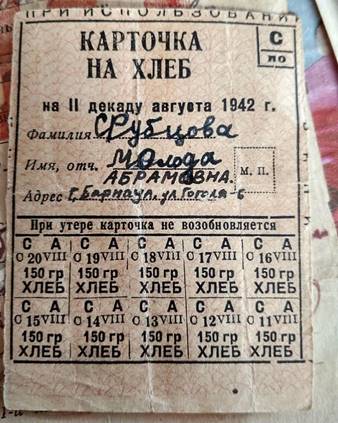 ПРИ ИСПОЛЬЗОВАНИ
КАРТОЧКА
НА ХЛЕБ
С
по
на II декаду августа 1942 г.
Фамилия Срубцова
Имя, отч. Молода
АБРАМОВНА.
М. П.
Адрес Г. Барнаул. ул Гоголя-6
При утере карточка не возобновляется
С А С А С А С А С А
С 20 VIII С 19 VIII С 18 VIII С 17 VIII С 16 VIII
150 гр 150 гр 150 гр 150 гр 150 гр
ХЛЕБ ХЛЕБ ХЛЕБ ХЛЕБ ХЛЕБ
С А С А С А С А С А
С 15 VIII С 14 VIII С 13 VIII С 12 VIII С 11 VIII
150 гр 150 гр 150 гр 150 гр 150 гр
ХЛЕБ ХЛЕБ ХЛЕБ ХЛЕБ ХЛЕБ